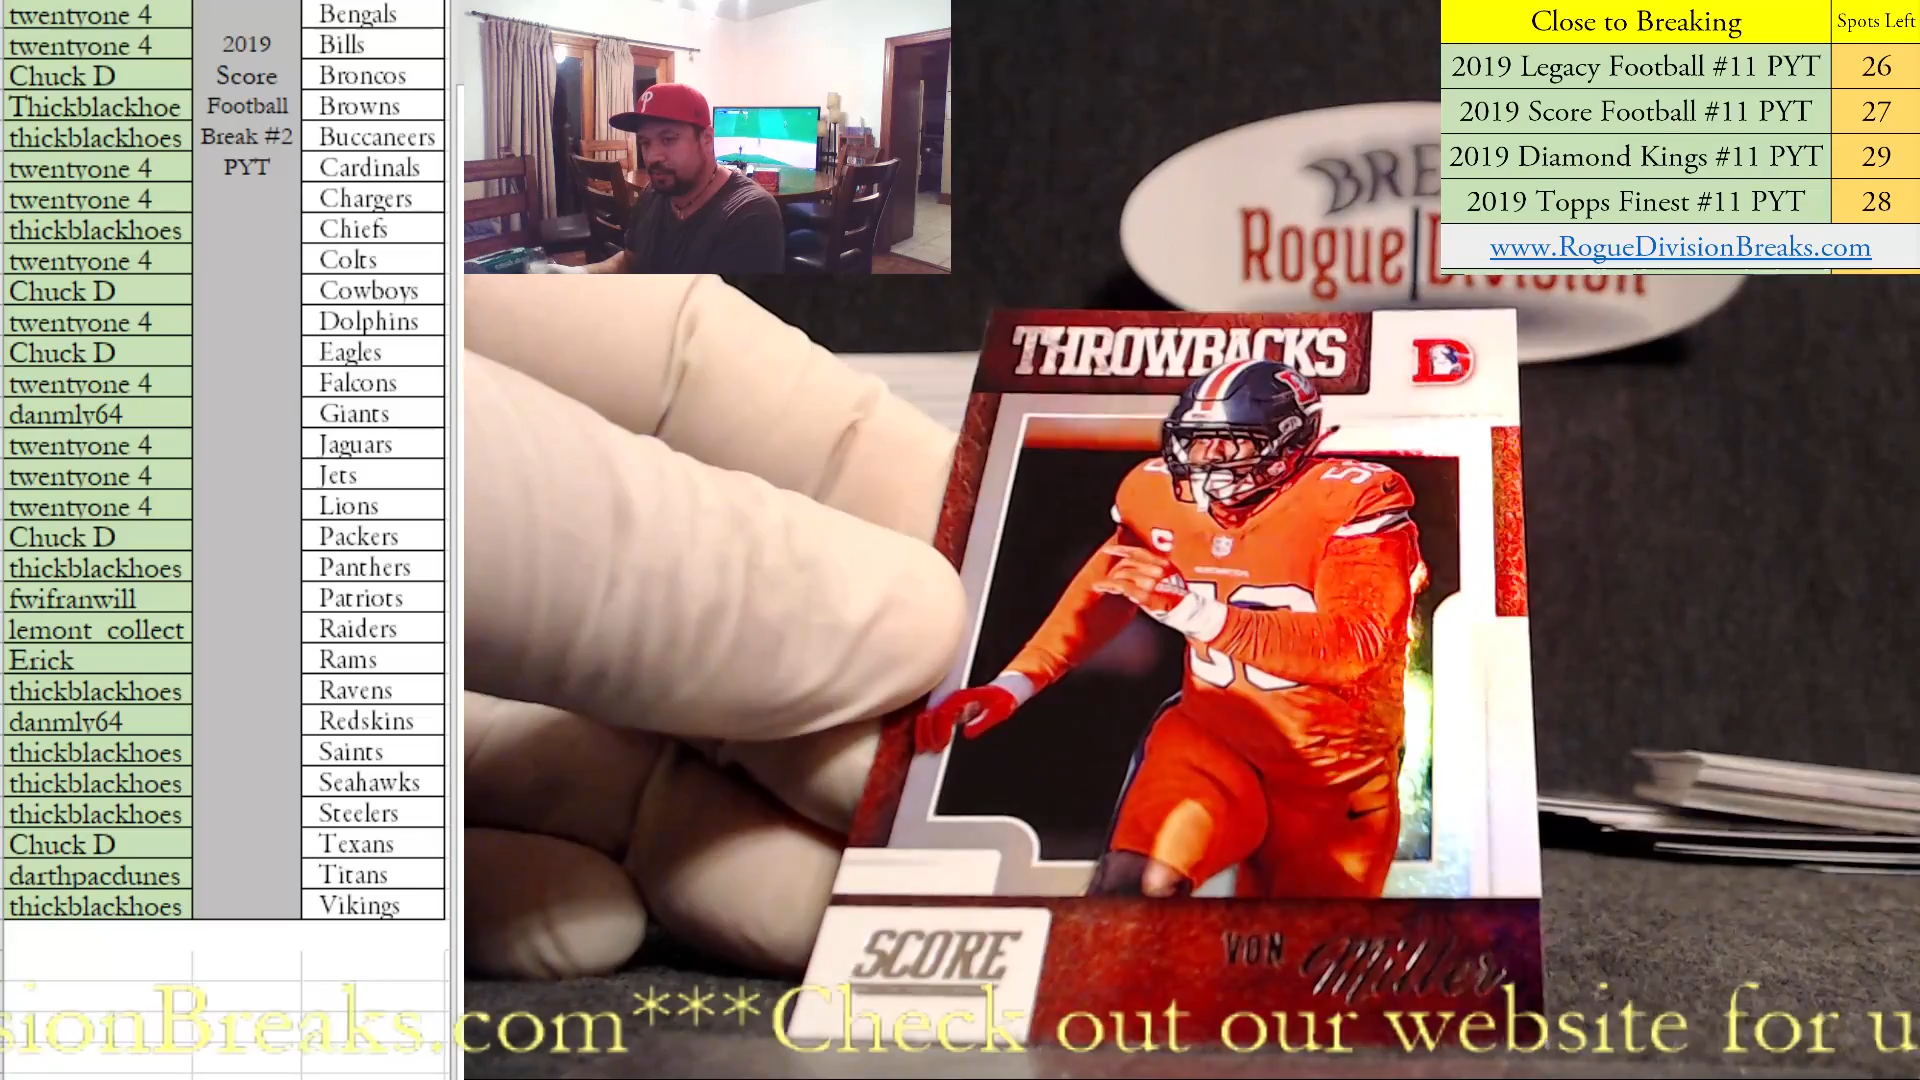 twentyone 4 Bengals
twentyone 4 Bills
Chuck D Broncos
Thickblackhoe Browns
thickblackhoes Buccaneers
twentyone 4 Cardinals
twentyone 4 Chargers
thickblackhoes Chiefs
twentyone 4 Colts
Chuck D Cowboys
twentyone 4 Dolphins
Chuck D Eagles
twentyone 4 Falcons
danmly64 Giants
twentyone 4 Jaguars
twentyone 4 Jets
twentyone 4 Lions
Chuck D Packers
thickblackhoes Panthers
fwifranwill Patriots
lemont_collect Raiders
Erick Rams
thickblackhoes Ravens
danmly64 Redskins
thickblackhoes Saints
thickblackhoes Seahawks
thickblackhoes Steelers
Chuck D Texans
darthpacdunes Titans
thickblackhoes Vikings
2019
Score
Football
Break #2
PYT
Close to Breaking Spots Left
2019 Legacy Football #11 PYT 26
2019 Score Football #11 PYT 27
2019 Diamond Kings #11 PYT 29
2019 Topps Finest #11 PYT 28
www.RogueDivisionBreaks.com
BRE
Rogue|Division
THROWBACKS
D
58
SCORE
VON Miller
sionBreaks.com***Check out our website for u